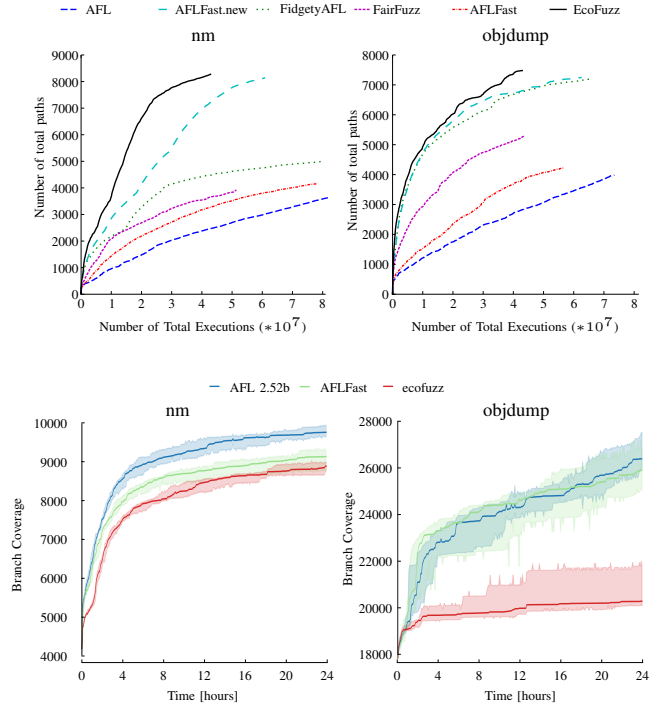 AFL AFLFast.new FidgetyAFL FairFuzz AFLFast EcoFuzz
nm objdump
Number of total paths
9000
8000
7000
6000
5000
4000
3000
2000
1000
0
0 1 2 3 4 5 6 7 8
Number of Total Executions (*10^7)
Number of total paths
8000
7000
6000
5000
4000
3000
2000
1000
0
0 1 2 3 4 5 6 7 8
Number of Total Executions (*10^7)
AFL 2.52b AFLFast ecofuzz
nm objdump
Branch Coverage
10000
9000
8000
7000
6000
5000
4000
0 4 8 12 16 20 24
Time [hours]
Branch Coverage
28000
26000
24000
22000
20000
18000
0 4 8 12 16 20 24
Time [hours]